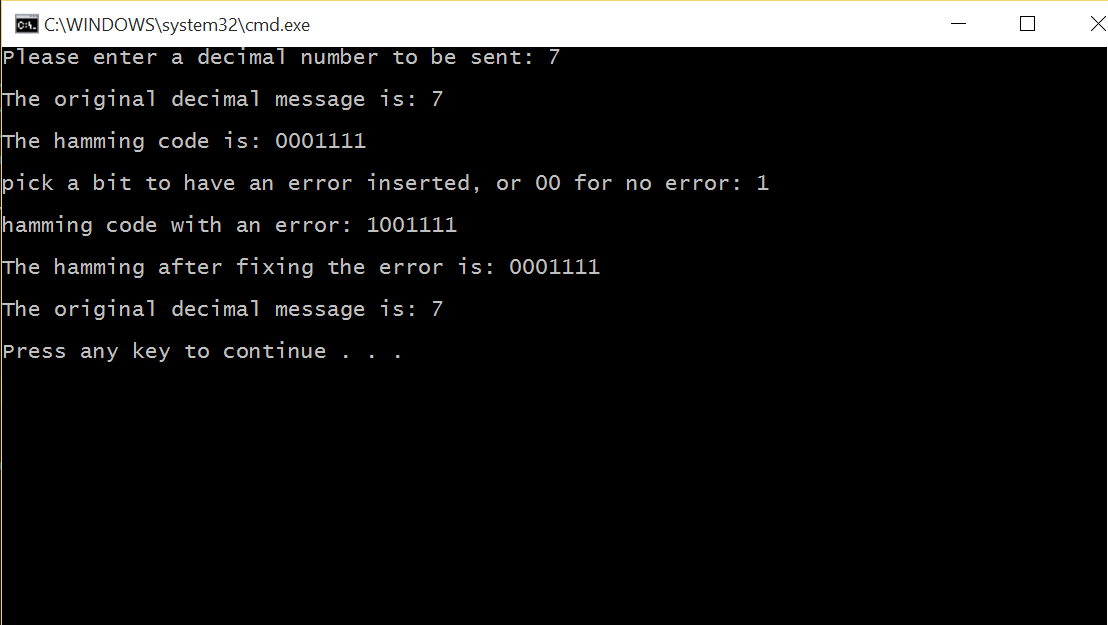 C:\WINDOWS\system32\cmd.exe
Please enter a decimal number to be sent: 7
The original decimal message is: 7
The hamming code is: 0001111
pick a bit to have an error inserted, or 00 for no error: 1
hamming code with an error: 1001111
The hamming after fixing the error is: 0001111
The original decimal message is: 7
Press any key to continue . . .